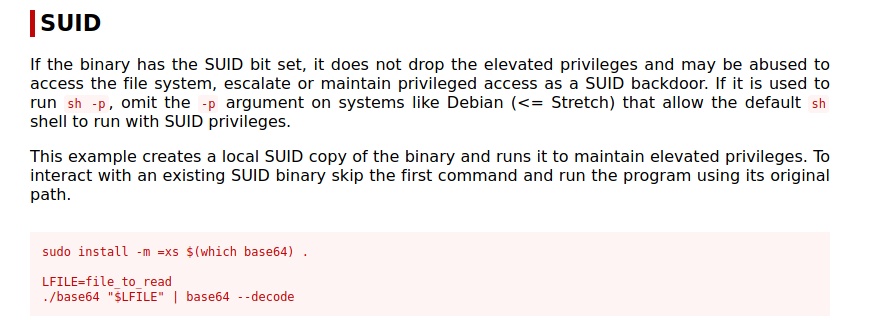 SUID
If the binary has the SUID bit set, it does not drop the elevated privileges and may be abused to
access the file system, escalate or maintain privileged access as a SUID backdoor. If it is used to
run sh -p, omit the -p argument on systems like Debian (<= Stretch) that allow the default sh
shell to run with SUID privileges.
This example creates a local SUID copy of the binary and runs it to maintain elevated privileges. To
interact with an existing SUID binary skip the first command and run the program using its original
path.
sudo install -m =xs $(which base64) .
LFILE=file_to_read
./base64 "$LFILE" | base64 --decode